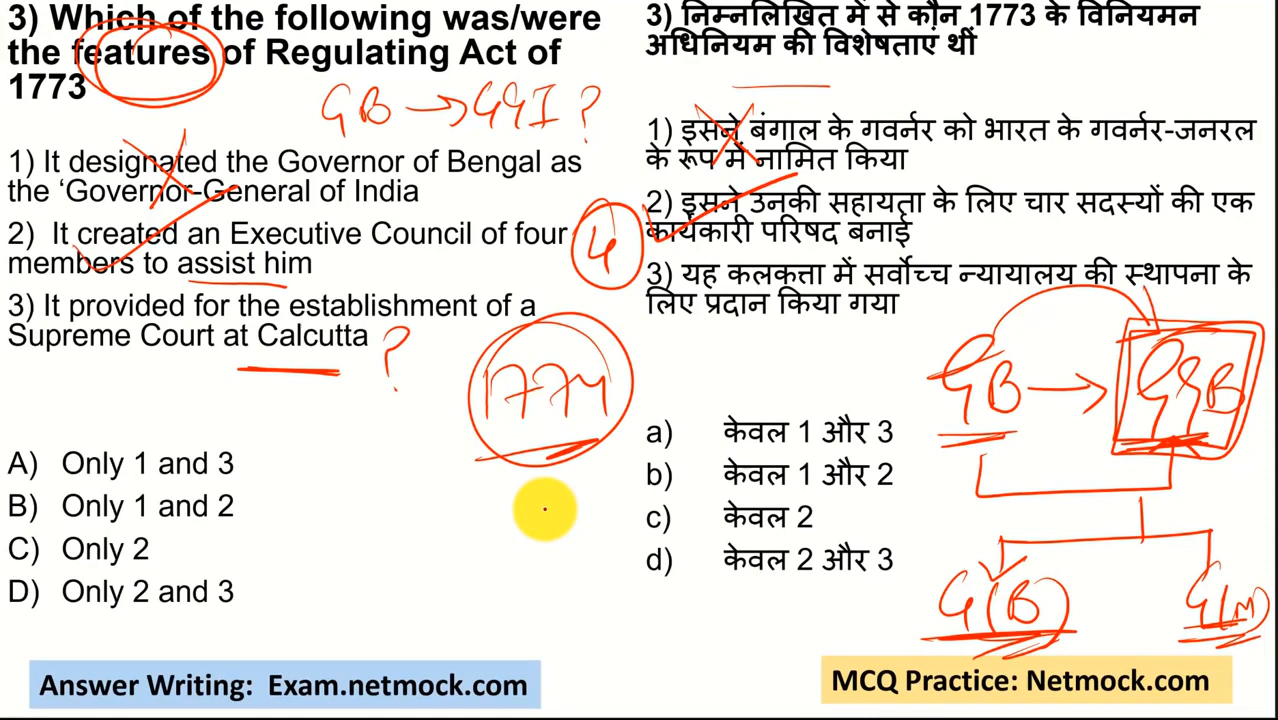 3) Which of the following was/were
the features of Regulating Act of
1773
GB → GGI ?
1) It designated the Governor of Bengal as
the ‘Governor-General of India
2) It created an Executive Council of four
members to assist him
4
3) It provided for the establishment of a
Supreme Court at Calcutta ?
1774
A) Only 1 and 3
B) Only 1 and 2
C) Only 2
D) Only 2 and 3
Answer Writing: Exam.netmock.com
3) निम्नलिखित में से कौन 1773 के विनियमन
अधिनियम की विशेषताएं थीं
1) इसने बंगाल के गवर्नर को भारत के गवर्नर-जनरल
के रूप में नामित किया
2) इसने उनकी सहायता के लिए चार सदस्यों की एक
कार्यकारी परिषद बनाई
3) यह कलकत्ता में सर्वोच्च न्यायालय की स्थापना के
लिए प्रदान किया गया
GB → GGB
a) केवल 1 और 3
b) केवल 1 और 2
c) केवल 2
d) केवल 2 और 3
G(B) G(M)
MCQ Practice: Netmock.com